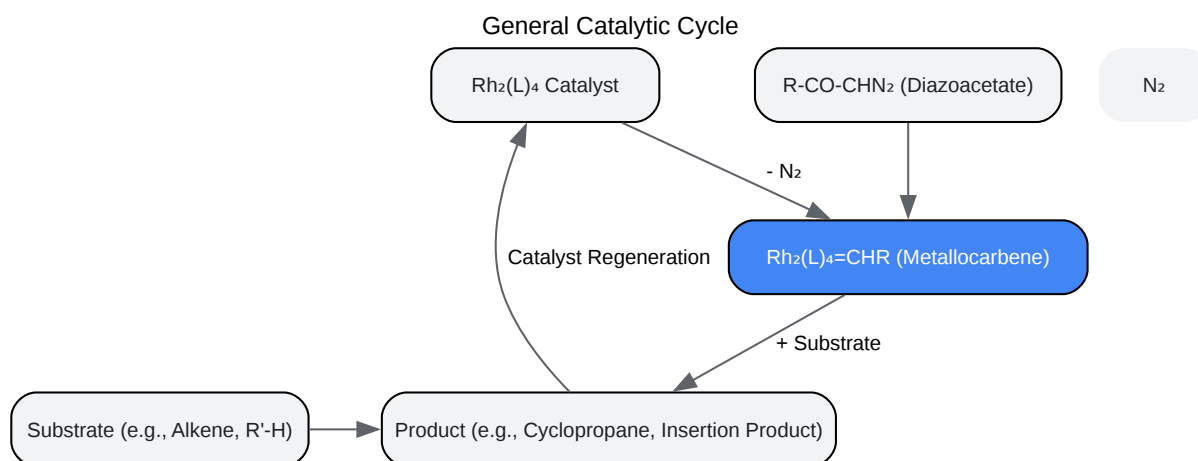 General Catalytic Cycle
Rh₂(L)₄ Catalyst
R-CO-CHN₂ (Diazoacetate)
N₂
- N₂
Catalyst Regeneration
Rh₂(L)₄=CHR (Metallocarbene)
+ Substrate
Substrate (e.g., Alkene, R'-H)
Product (e.g., Cyclopropane, Insertion Product)